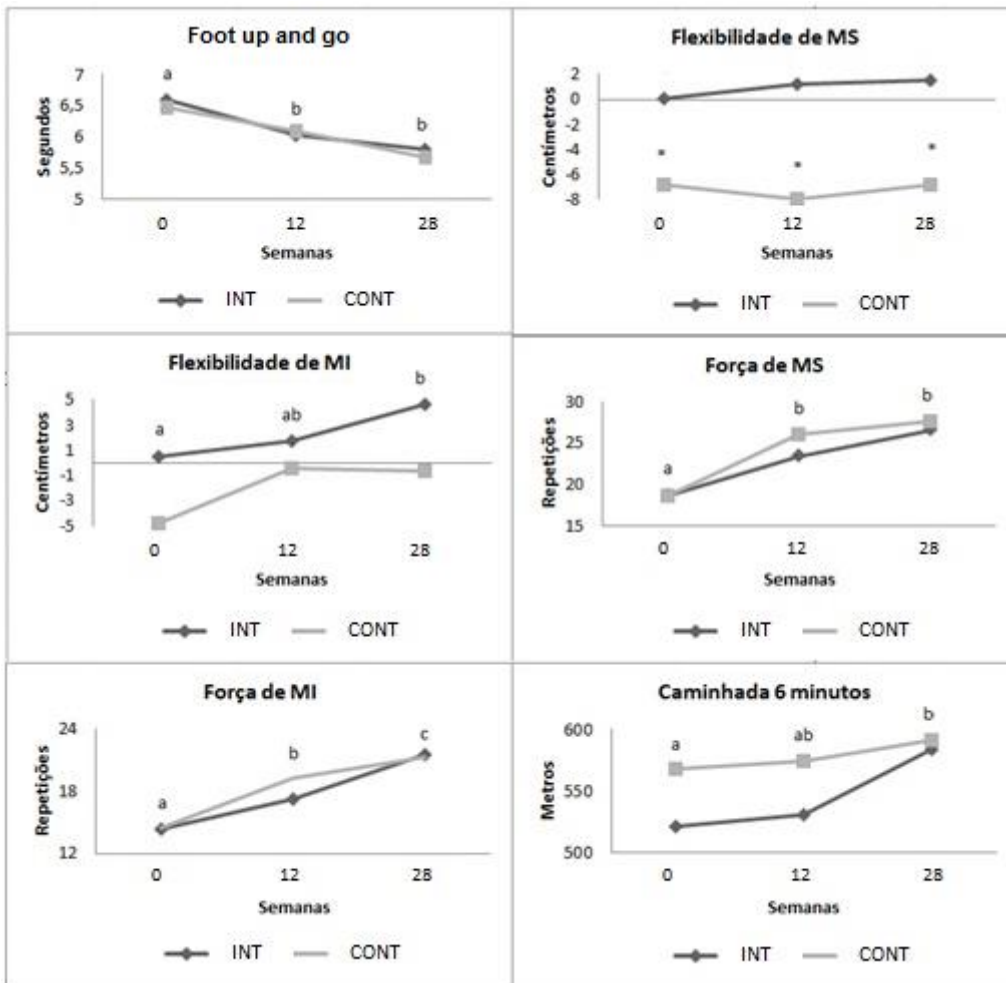 Foot up and go
Segundos
7
6,5
6
5,5
5
a
b
b
0 12 28
Semanas
INT CONT
Flexibilidade de MS
Centímetros
2
0
-2
-4
-6
-8
*
*
*
0 12 28
Semanas
INT CONT
Flexibilidade de MI
Centímetros
5
3
1
-1
-3
-5
a
ab
b
0 12 28
Semanas
INT CONT
Força de MS
Repetições
30
25
20
15
a
b
b
0 12 28
Semanas
INT CONT
Força de MI
Repetições
24
18
12
a
b
c
0 12 28
Semanas
INT CONT
Caminhada 6 minutos
Metros
600
550
500
a
ab
b
0 12 28
Semanas
INT CONT